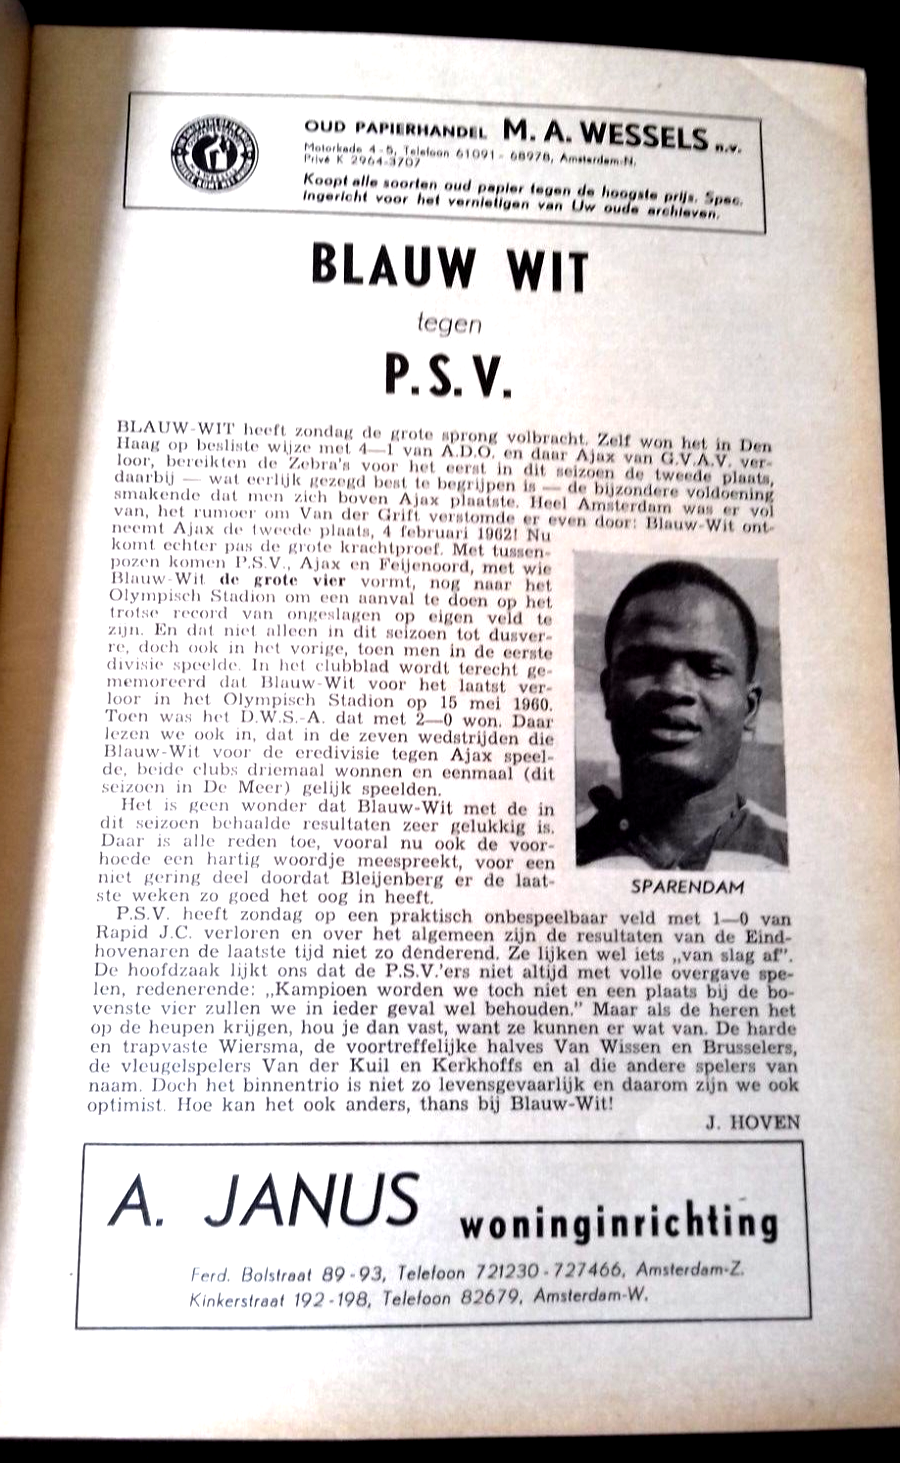 OUD PAPIERHANDEL M. A. WESSELS n.v.
Motorkade 4-5, Telefoon 61091 - 68978, Amsterdam-N.
Privé K 2964-3707
Koopt alle soorten oud papier tegen de hoogste prijs. Spec.
ingericht voor het vernietigen van Uw oude archieven.
BLAUW WIT
tegen
P.S.V.
BLAUW-WIT heeft zondag de grote sprong volbracht. Zelf won het in Den
Haag op besliste wijze met 4—1 van A.D.O. en daar Ajax van G.V.A.V. ver-
loor, bereikten de Zebra's voor het eerst in dit seizoen de tweede plaats,
daarbij — wat eerlijk gezegd best te begrijpen is — de bijzondere voldoening
smakende dat men zich boven Ajax plaatste. Heel Amsterdam was er vol
van, het rumoer om Van der Grift verstomde er even door: Blauw-Wit ont-
neemt Ajax de tweede plaats, 4 februari 1962! Nu
komt echter pas de grote krachtproef. Met tussen-
pozen komen P.S.V., Ajax en Feijenoord, met wie
Blauw-Wit de grote vier vormt, nog naar het
Olympisch Stadion om een aanval te doen op het
trotse record van ongeslagen op eigen veld te
zijn. En dat niet alleen in dit seizoen tot dusver-
re, doch ook in het vorige, toen men in de eerste
divisie speelde. In het clubblad wordt terecht ge-
memoreerd dat Blauw-Wit voor het laatst ver-
loor in het Olympisch Stadion op 15 mei 1960.
Toen was het D.W.S.-A. dat met 2—0 won. Daar
lezen we ook in, dat in de zeven wedstrijden die
Blauw-Wit voor de eredivisie tegen Ajax speel-
de, beide clubs driemaal wonnen en eenmaal (dit
seizoen in De Meer) gelijk speelden.
Het is geen wonder dat Blauw-Wit met de in
dit seizoen behaalde resultaten zeer gelukkig is.
Daar is alle reden toe, vooral nu ook de voor-
hoede een hartig woordje meespreekt, voor een
niet gering deel doordat Bleijenberg er de laat-
ste weken zo goed het oog in heeft.
SPARENDAM
P.S.V. heeft zondag op een praktisch onbespeelbaar veld met 1—0 van
Rapid J.C. verloren en over het algemeen zijn de resultaten van de Eind-
hovenaren de laatste tijd niet zo denderend. Ze lijken wel iets „van slag af".
De hoofdzaak lijkt ons dat de P.S.V.'ers niet altijd met volle overgave spe-
len, redenerende: „Kampioen worden we toch niet en een plaats bij de bo-
venste vier zullen we in ieder geval wel behouden." Maar als de heren het
op de heupen krijgen, hou je dan vast, want ze kunnen er wat van. De harde
en trapvaste Wiersma, de voortreffelijke halves Van Wissen en Brusselers,
de vleugelspelers Van der Kuil en Kerkhoffs en al die andere spelers van
naam. Doch het binnentrio is niet zo levensgevaarlijk en daarom zijn we ook
optimist. Hoe kan het ook anders, thans bij Blauw-Wit!
J. HOVEN
A. JANUS woninginrichting
Ferd. Bolstraat 89-93, Telefoon 721230-727466, Amsterdam-Z.
Kinkerstraat 192-198, Telefoon 82679, Amsterdam-W.